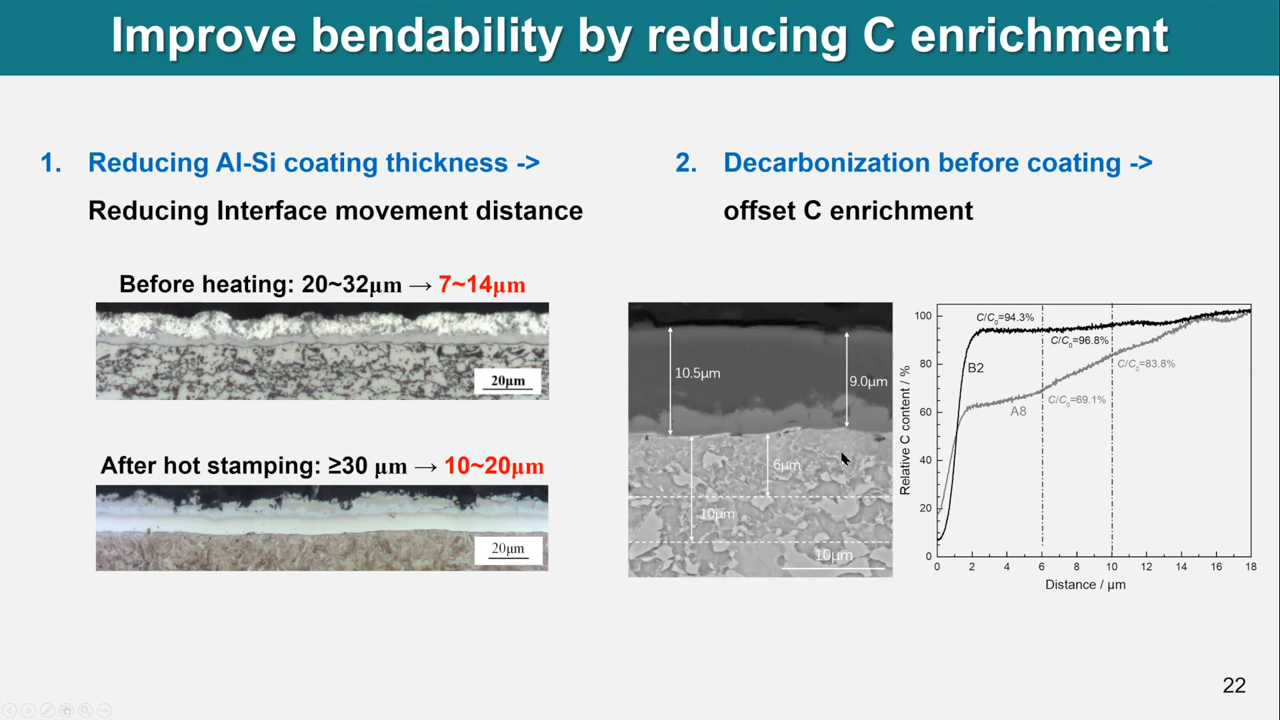 Improve bendability by reducing C enrichment
1. Reducing Al-Si coating thickness ->
Reducing Interface movement distance
Before heating: 20~32μm → 7~14μm
20μm
After hot stamping: ≥30 μm → 10~20μm
20μm
2. Decarbonization before coating ->
offset C enrichment
10.5μm
9.0μm
6μm
10μm
10μm
Relative C content / %
100
80
60
40
20
0
C/C₀=94.3%
C/C₀=96.8%
C/C₀=83.8%
B2
C/C₀=69.1%
A8
0 2 4 6 8 10 12 14 16 18
Distance / μm
22